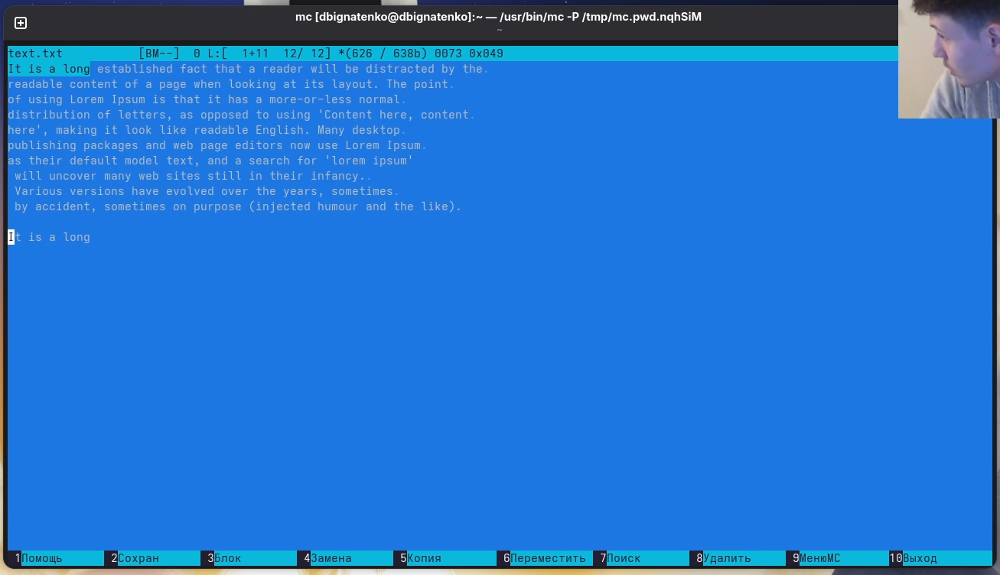 mc [dbignatenko@dbignatenko]:~ — /usr/bin/mc -P /tmp/mc.pwd.nqhSiM
~
text.txt [BM--] 0 L:[ 1+11 12/ 12] *(626 / 638b) 0073 0x049
It is a long established fact that a reader will be distracted by the.
readable content of a page when looking at its layout. The point.
of using Lorem Ipsum is that it has a more-or-less normal.
distribution of letters, as opposed to using 'Content here, content.
here', making it look like readable English. Many desktop.
publishing packages and web page editors now use Lorem Ipsum.
as their default model text, and a search for 'lorem ipsum'
will uncover many web sites still in their infancy..
Various versions have evolved over the years, sometimes.
by accident, sometimes on purpose (injected humour and the like).
It is a long
1Помощь 2Сохран 3Блок 4Замена 5Копия 6Переместить 7Поиск 8Удалить 9МенюMC 10Выход